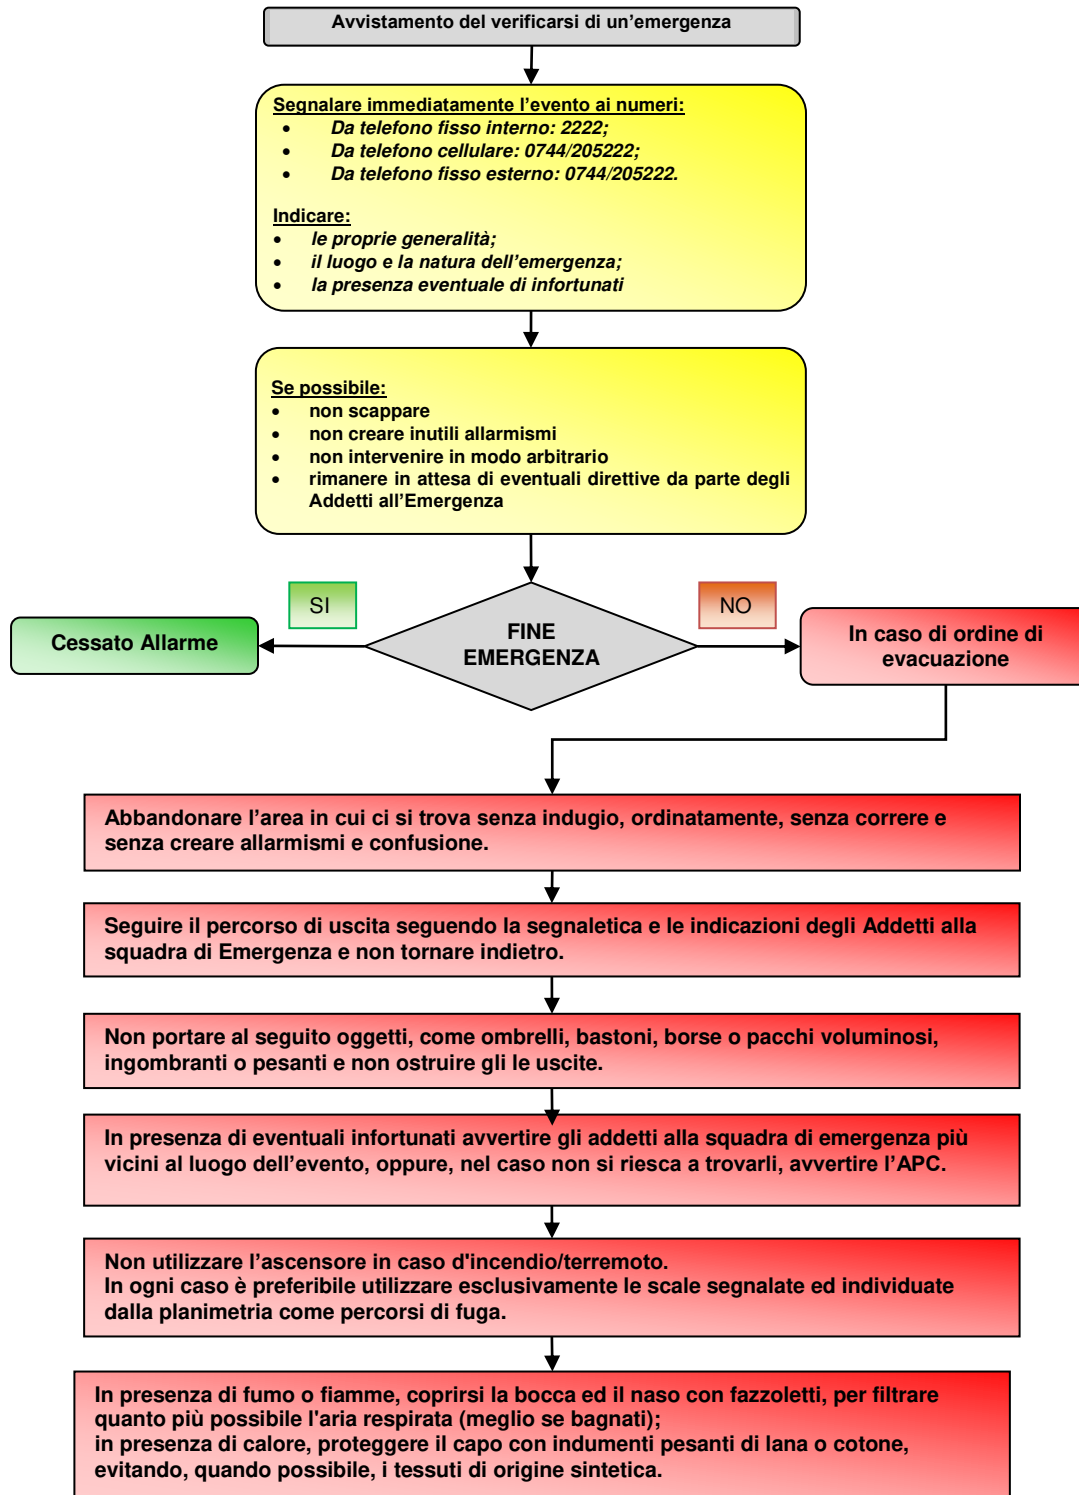 Avvistamento del verificarsi di un'emergenza
Segnalare immediatamente l'evento ai numeri:
• Da telefono fisso interno: 2222;
• Da telefono cellulare: 0744/205222;
• Da telefono fisso esterno: 0744/205222.
Indicare:
• le proprie generalità;
• il luogo e la natura dell'emergenza;
• la presenza eventuale di infortunati
Se possibile:
• non scappare
• non creare inutili allarmismi
• non intervenire in modo arbitrario
• rimanere in attesa di eventuali direttive da parte degli
Addetti all'Emergenza
SI
NO
Cessato Allarme
FINE
EMERGENZA
In caso di ordine di
evacuazione
Abbandonare l'area in cui ci si trova senza indugio, ordinatamente, senza correre e
senza creare allarmismi e confusione.
Seguire il percorso di uscita seguendo la segnaletica e le indicazioni degli Addetti alla
squadra di Emergenza e non tornare indietro.
Non portare al seguito oggetti, come ombrelli, bastoni, borse o pacchi voluminosi,
ingombranti o pesanti e non ostruire gli le uscite.
In presenza di eventuali infortunati avvertire gli addetti alla squadra di emergenza più
vicini al luogo dell'evento, oppure, nel caso non si riesca a trovarli, avvertire l'APC.
Non utilizzare l'ascensore in caso d'incendio/terremoto.
In ogni caso è preferibile utilizzare esclusivamente le scale segnalate ed individuate
dalla planimetria come percorsi di fuga.
In presenza di fumo o fiamme, coprirsi la bocca ed il naso con fazzoletti, per filtrare
quanto più possibile l'aria respirata (meglio se bagnati);
in presenza di calore, proteggere il capo con indumenti pesanti di lana o cotone,
evitando, quando possibile, i tessuti di origine sintetica.